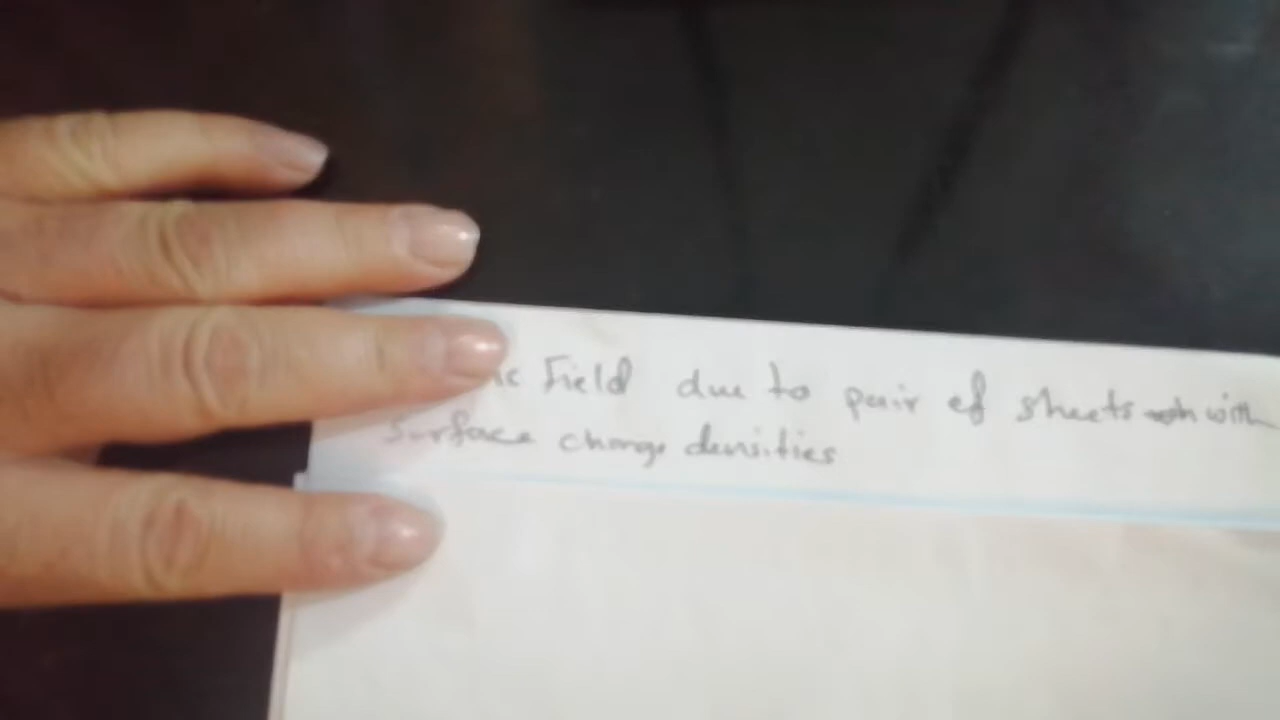 Field due to pair of sheets with
Surface charge densities